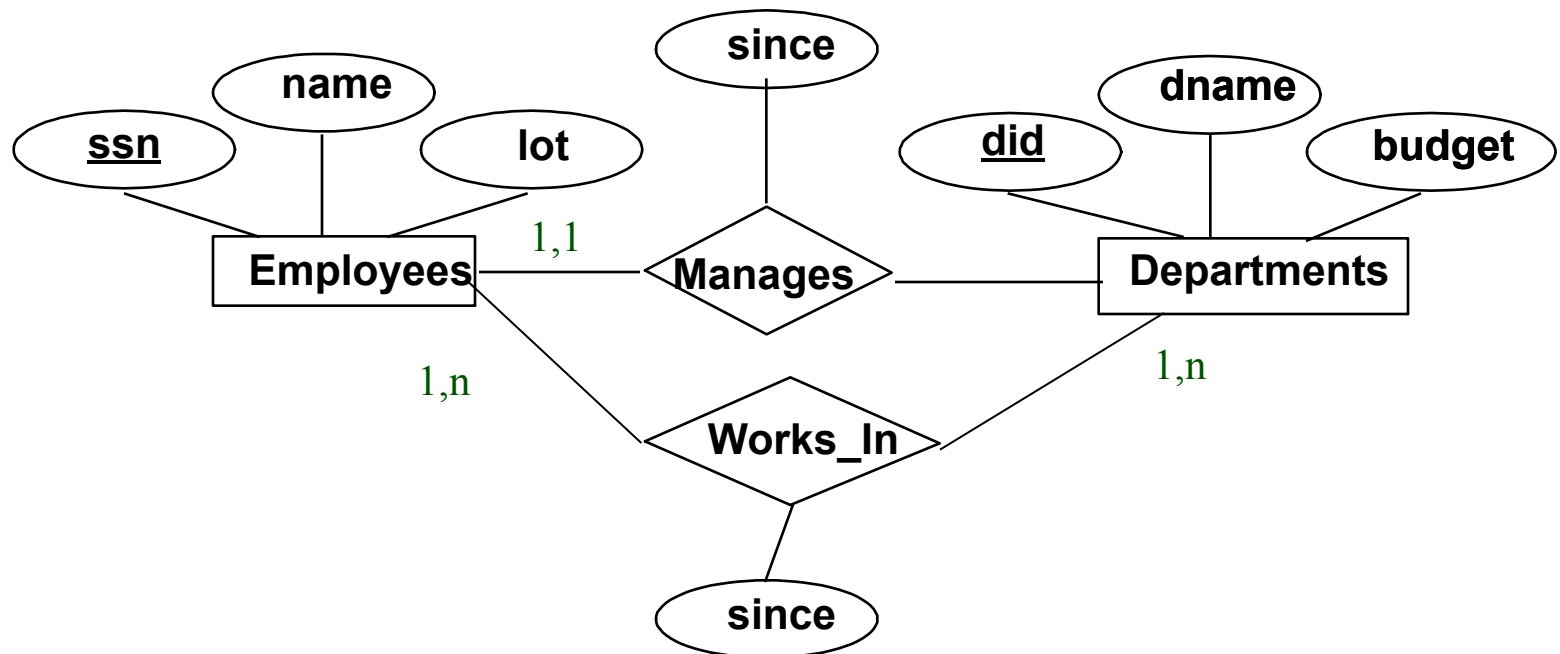 since
name
dname
ssn
lot
did
budget
1,1
Employees
Manages
Departments
1,n
1,n
Works_In
since